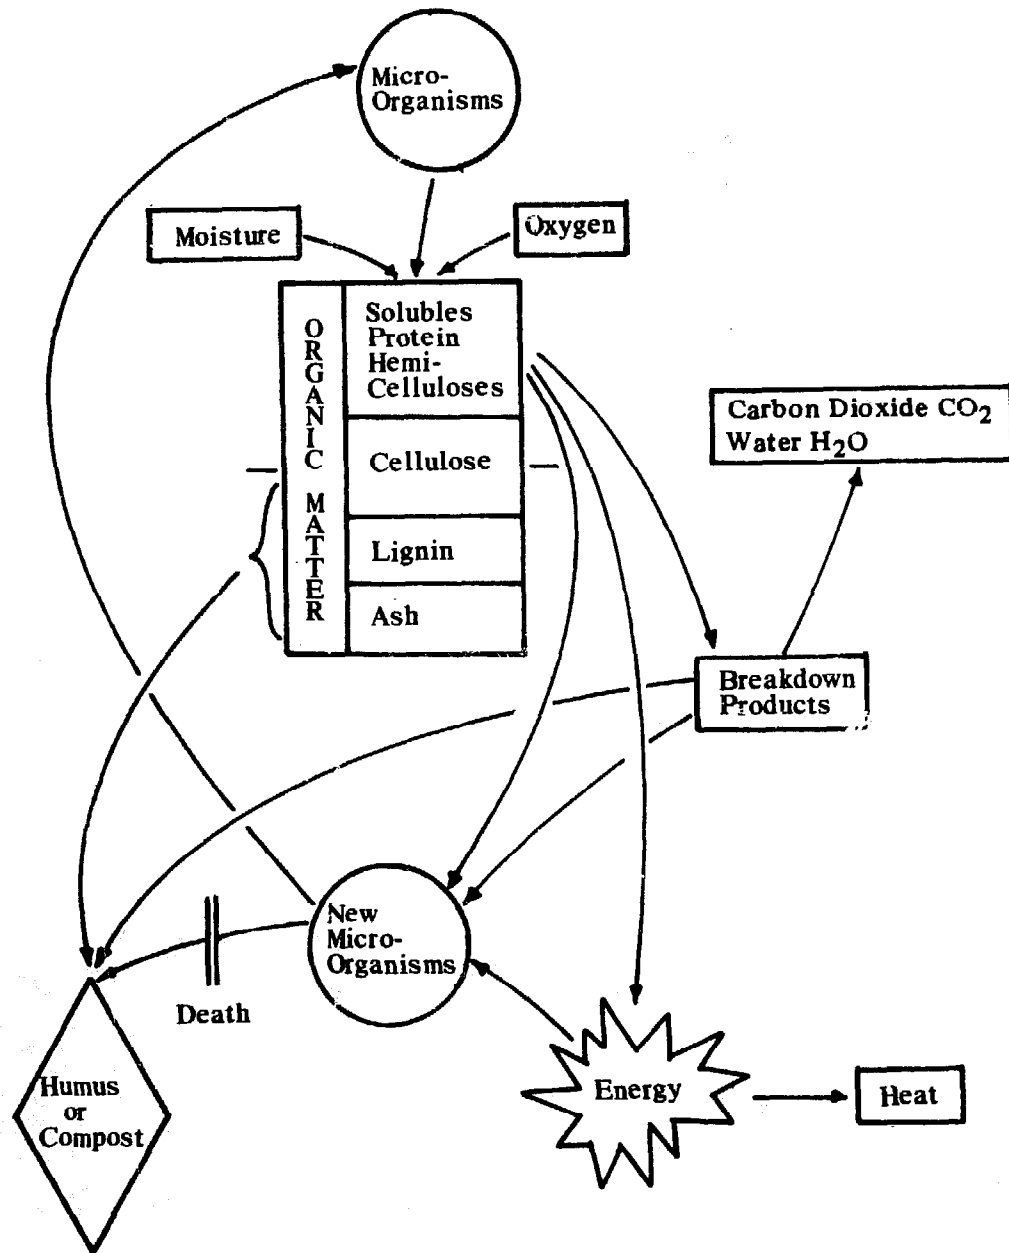 Micro-
Organisms
Moisture
Oxygen
ORGANIC MATTER
Solubles
Protein
Hemi-
Celluloses
Cellulose
Lignin
Ash
Carbon Dioxide CO₂
Water H₂O
Breakdown
Products
New
Micro-
Organisms
Death
Humus
or
Compost
Energy
Heat